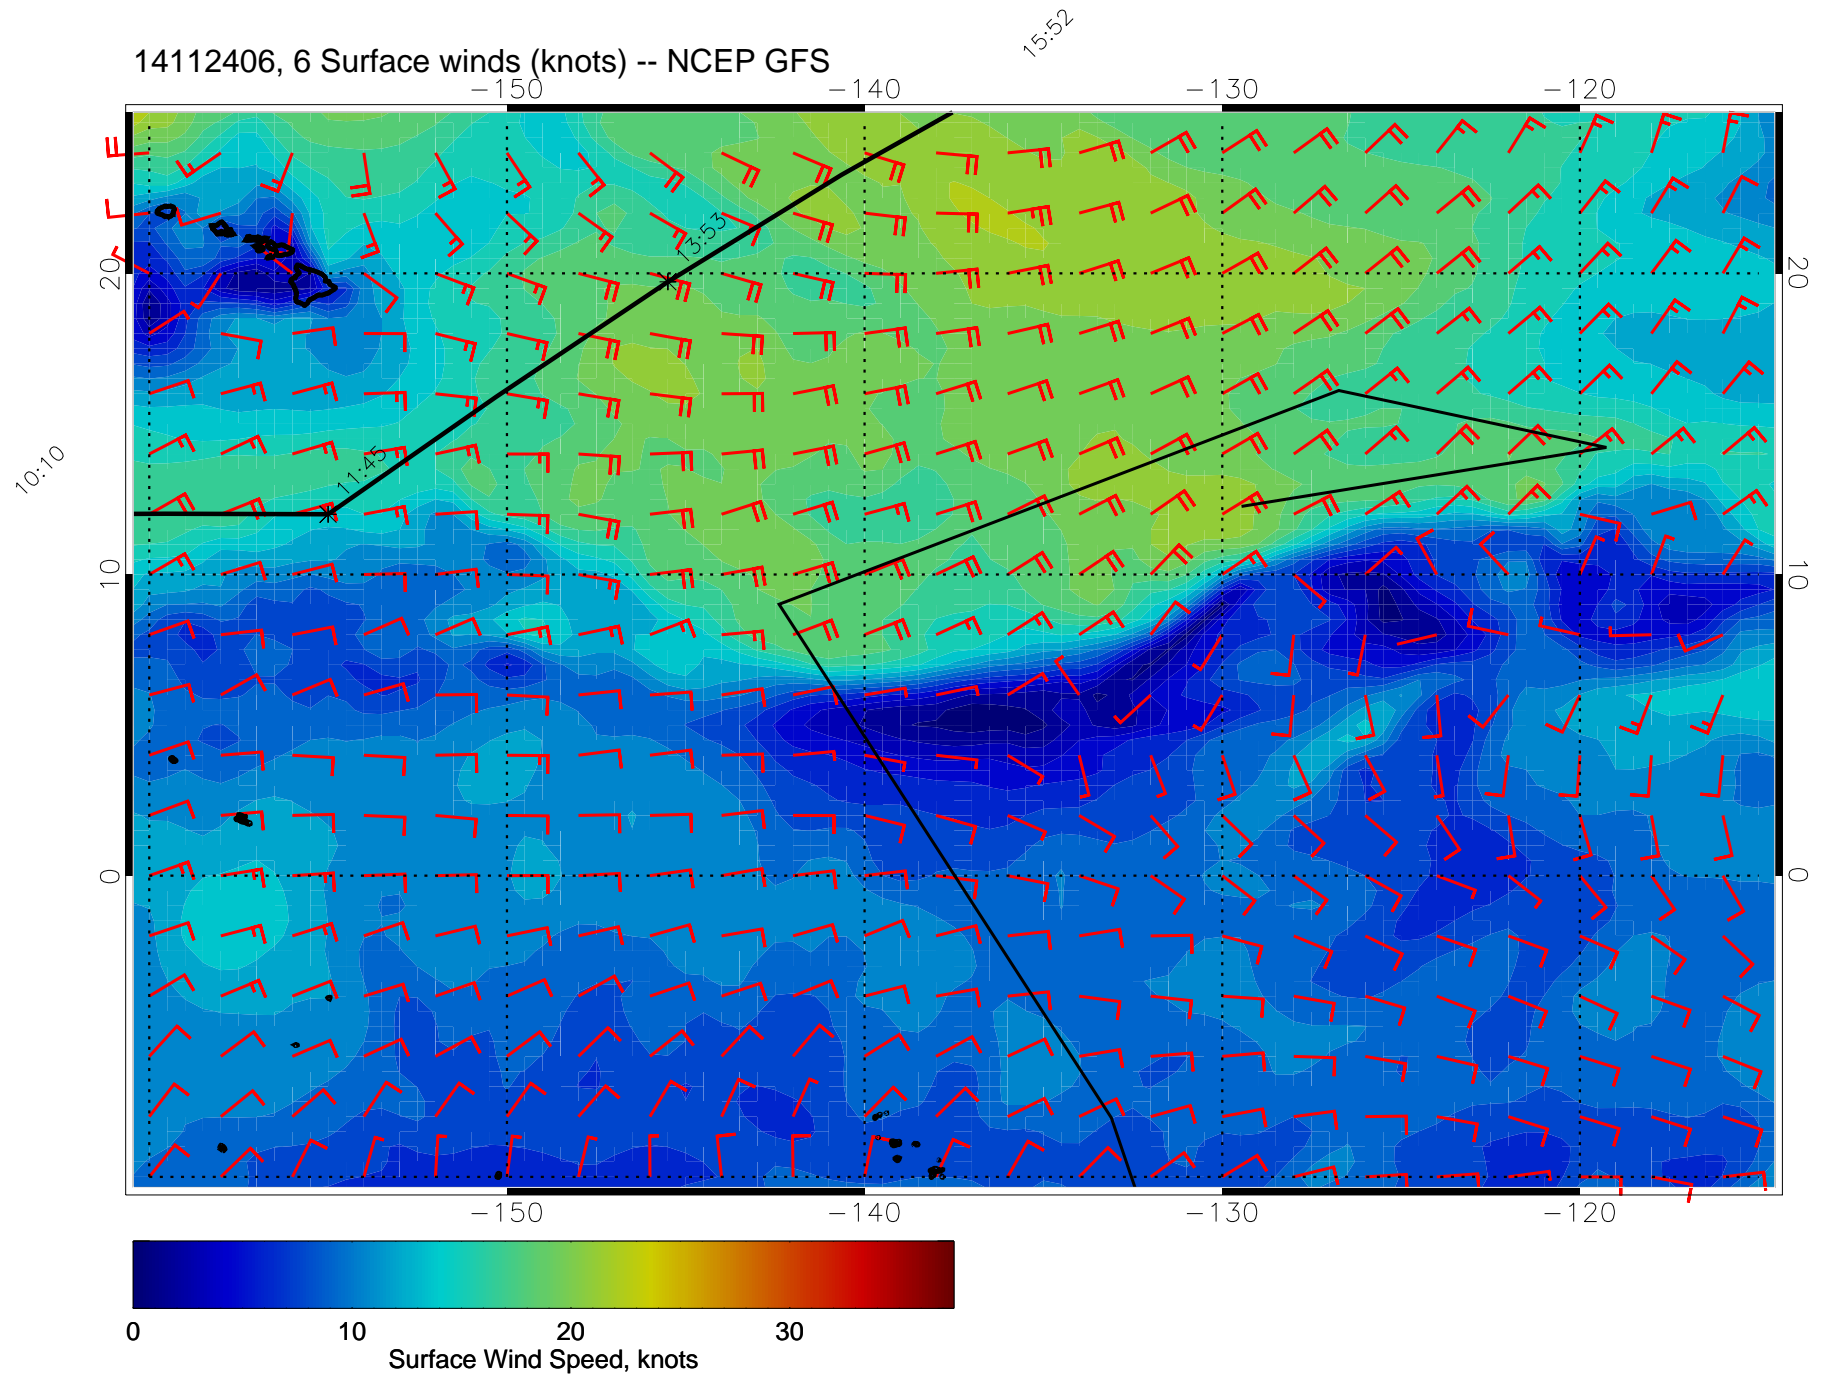 15:52
14112406, 6 Surface winds (knots) -- NCEP GFS
-150 -140 -130 -120
13:53
20 20
11:45
10:10
10 10
0 0
-150 -140 -130 -120
0 10 20 30
Surface Wind Speed, knots